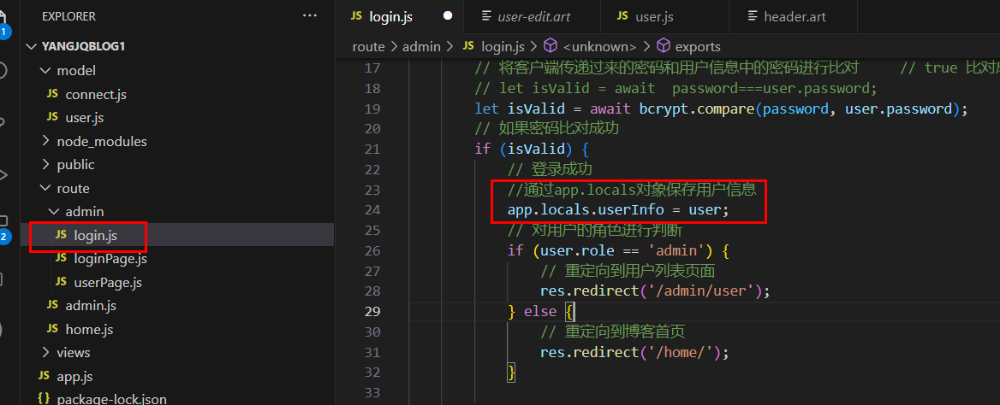 EXPLORER
YANGJQBLOG1
model
JS connect.js
JS user.js
node_modules
public
route
admin
JS login.js
JS loginPage.js
JS userPage.js
JS admin.js
JS home.js
views
JS app.js
{} package-lock.json
1
2
JS login.js
user-edit.art
JS user.js
header.art
route > admin > JS login.js > <unknown> > exports
17 // 将客户端传递过来的密码和用户信息中的密码进行比对 // true 比对
18 // let isValid = await password===user.password;
19 let isValid = await bcrypt.compare(password, user.password);
20 // 如果密码比对成功
21 if (isValid) {
22 // 登录成功
23 //通过app.locals对象保存用户信息
24 app.locals.userInfo = user;
25 // 对用户的角色进行判断
26 if (user.role == 'admin') {
27 // 重定向到用户列表页面
28 res.redirect('/admin/user');
29 } else {
30 // 重定向到博客首页
31 res.redirect('/home/');
32 }
33